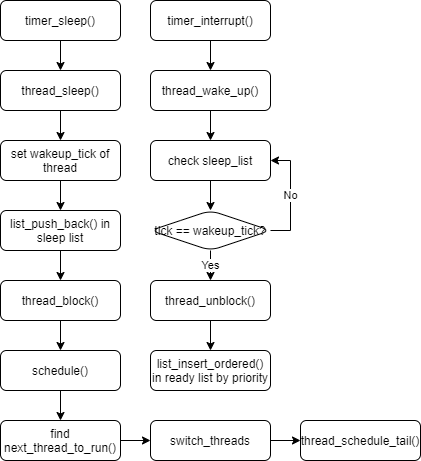 timer_sleep()
timer_interrupt()
thread_sleep()
thread_wake_up()
set wakeup_tick of
thread
check sleep_list
No
list_push_back() in
sleep list
tick == wakeup_tick?
Yes
thread_block()
thread_unblock()
schedule()
list_insert_ordered()
in ready list by priority
find
next_thread_to_run()
switch_threads
thread_schedule_tail()